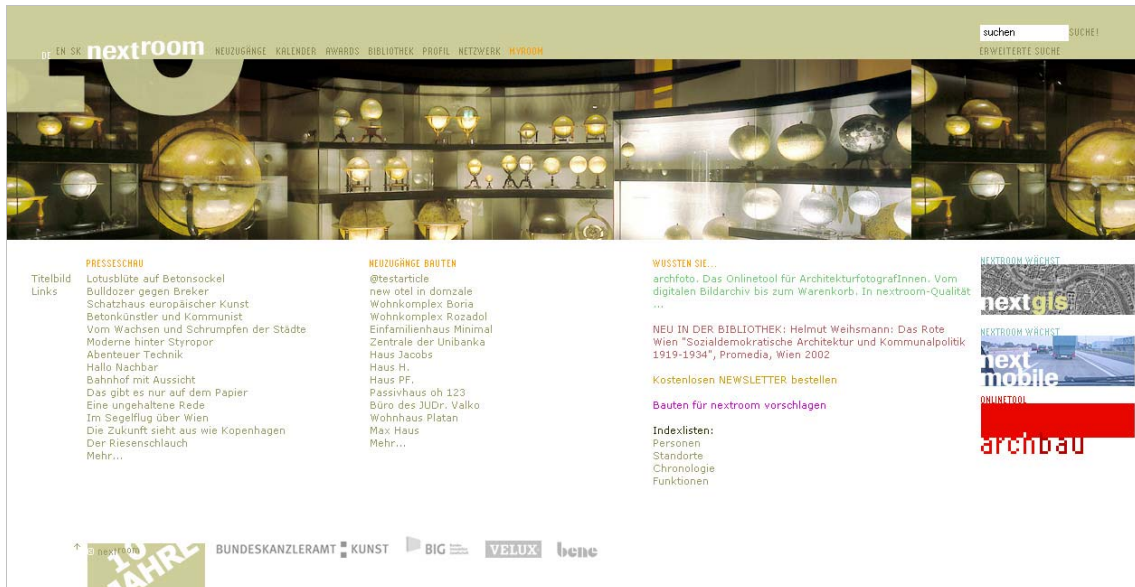 suchen SUCHE!
DE EN SK nextroom NEUZUGÄNGE KALENDER AWARDS BIBLIOTHEK PROFIL NETZWERK MYROOM ERWEITERTE SUCHE
10
PRESSESCHAU
Titelbild
Links
Lotusblüte auf Betonsockel
Bulldozer gegen Breker
Schatzhaus europäischer Kunst
Betonkünstler und Kommunist
Vom Wachsen und Schrumpfen der Städte
Moderne hinter Styropor
Abenteuer Technik
Hallo Nachbar
Bahnhof mit Aussicht
Das gibt es nur auf dem Papier
Eine ungehaltene Rede
Im Segelflug über Wien
Die Zukunft sieht aus wie Kopenhagen
Der Riesenschlauch
Mehr...
NEUZUGÄNGE BAUTEN
@testarticle
new otel in domzale
Wohnkomplex Boria
Wohnkomplex Rozadol
Einfamilienhaus Minimal
Zentrale der Unibanka
Haus Jacobs
Haus H.
Haus PF.
Passivhaus oh 123
Büro des JUDr. Valko
Wohnhaus Platan
Max Haus
Mehr...
WUSSTEN SIE...
archfoto. Das Onlinetool für ArchitekturfotografInnen. Vom
digitalen Bildarchiv bis zum Warenkorb. In nextroom-Qualität
...
NEU IN DER BIBLIOTHEK: Helmut Weihsmann: Das Rote
Wien "Sozialdemokratische Architektur und Kommunalpolitik
1919-1934", Promedia, Wien 2002
Kostenlosen NEWSLETTER bestellen
Bauten für nextroom vorschlagen
Indexlisten:
Personen
Standorte
Chronologie
Funktionen
NEXTROOM WÄCHST
nextgis
NEXTROOM WÄCHST
next
mobile
ONLINETOOL
archbau
nextroom
10
JAHRE
BUNDESKANZLERAMT KUNST BIG VELUX bene